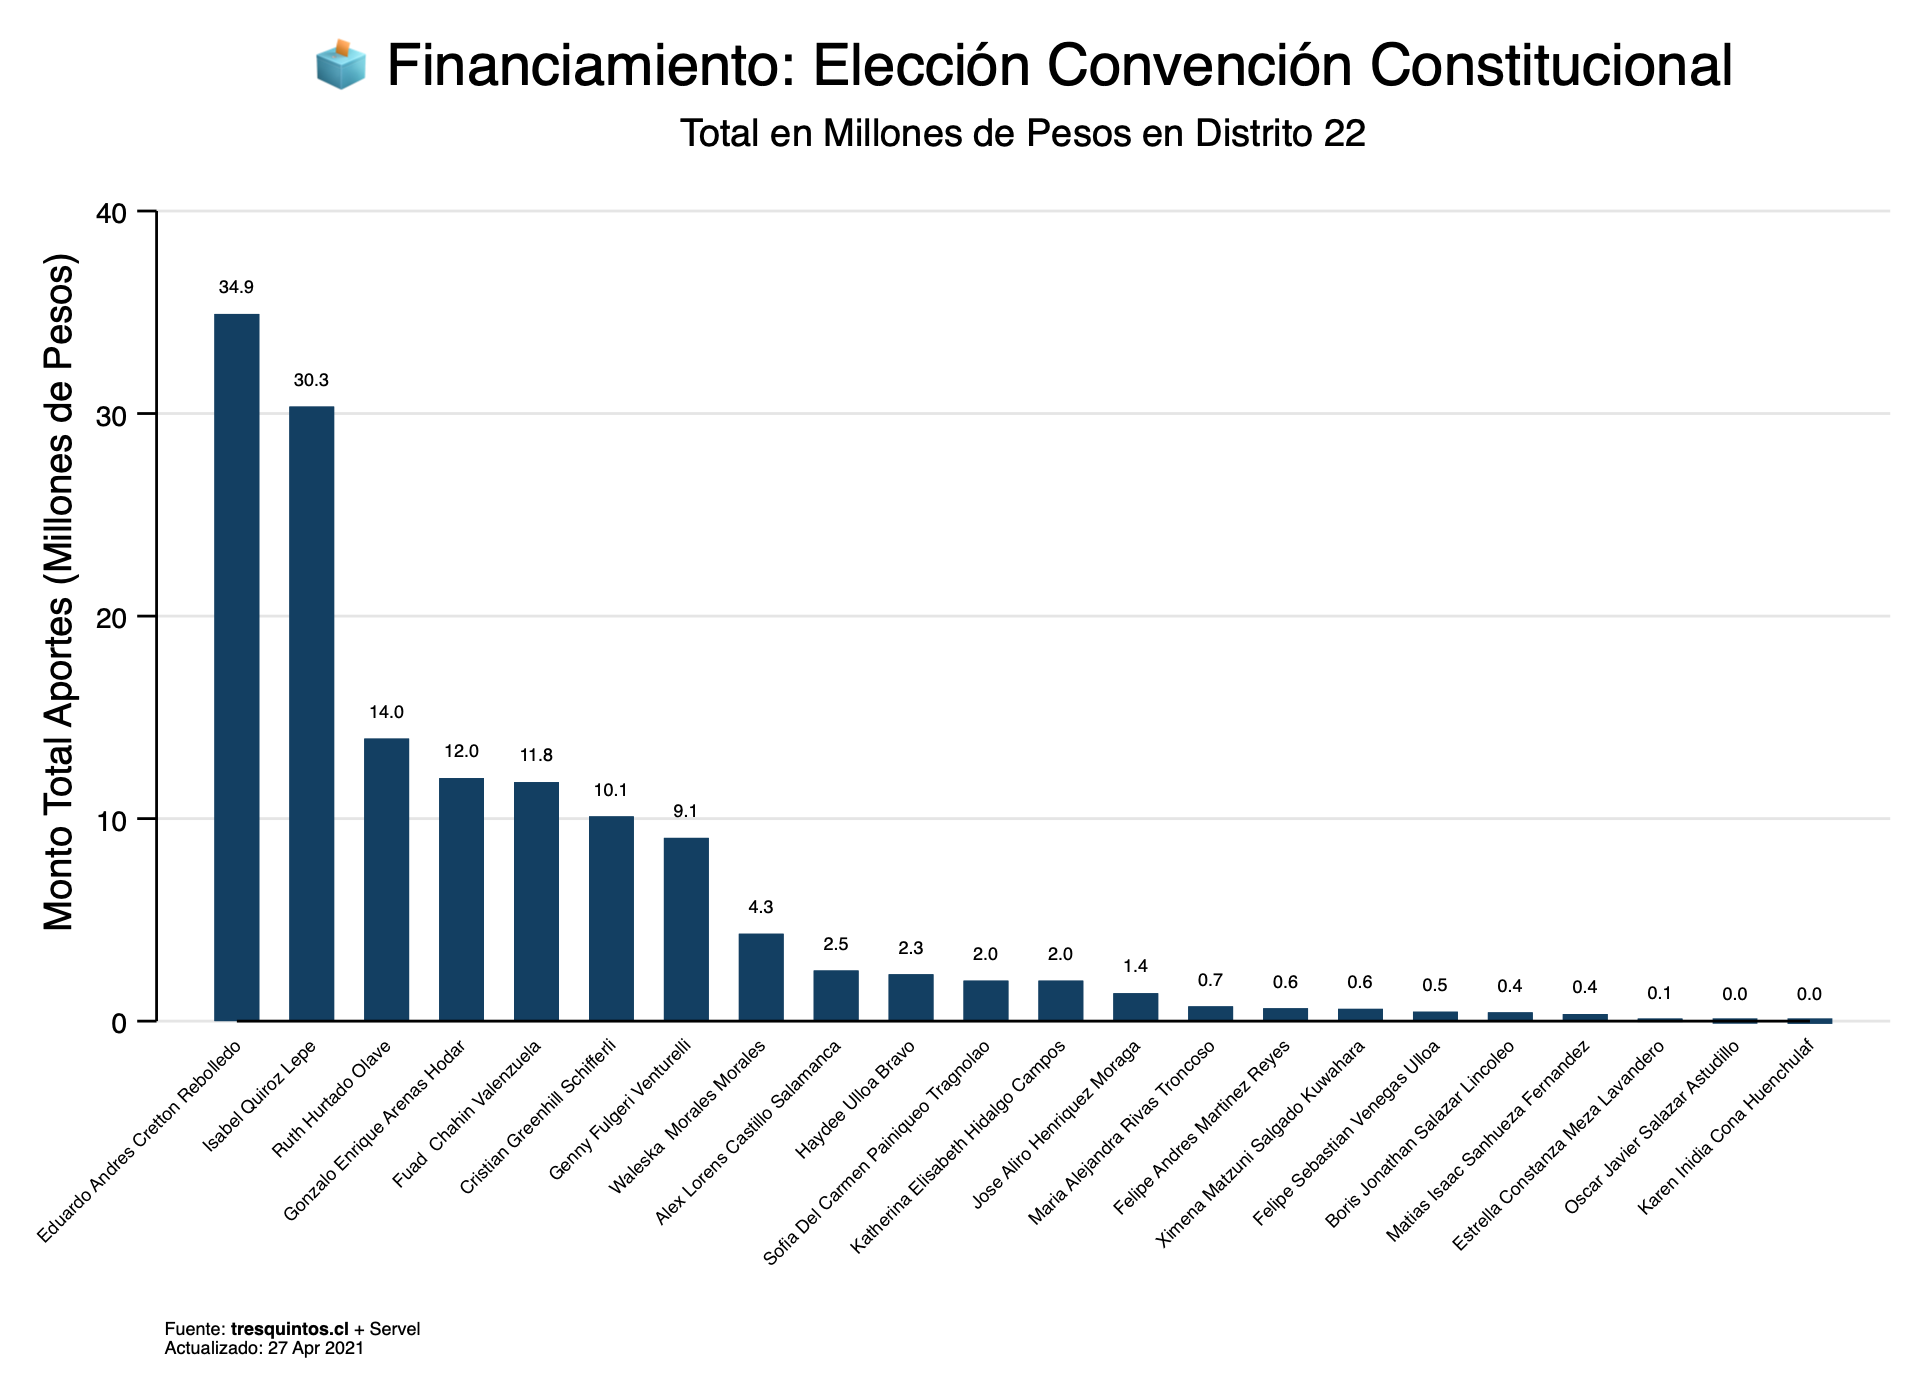 Financiamiento: Elección Convención Constitucional
Total en Millones de Pesos en Distrito 22
Monto Total Aportes (Millones de Pesos)
40
30
20
10
0
34.9
30.3
14.0
12.0
11.8
10.1
9.1
4.3
2.5
2.3
2.0
2.0
1.4
0.7
0.6
0.6
0.5
0.4
0.4
0.1
0.0
0.0
Eduardo Andres Cretton Rebolledo
Isabel Quiroz Lepe
Ruth Hurtado Olave
Gonzalo Enrique Arenas Hodar
Fuad  Chahin Valenzuela
Cristian Greenhill Schifferli
Genny Fulgeri Venturelli
Waleska  Morales Morales
Alex Lorens Castillo Salamanca
Haydee Ulloa Bravo
Sofia Del Carmen Painiqueo Tragnolao
Katherina Elisabeth Hidalgo Campos
Jose Aliro Henriquez Moraga
Maria Alejandra Rivas Troncoso
Felipe Andres Martinez Reyes
Ximena Matzuni Salgado Kuwahara
Felipe Sebastian Venegas Ulloa
Boris Jonathan Salazar Lincoleo
Matias Isaac Sanhueza Fernandez
Estrella Constanza Meza Lavandero
Oscar Javier Salazar Astudillo
Karen Inidia Cona Huenchulaf
Fuente: tresquintos.cl + Servel
Actualizado: 27 Apr 2021